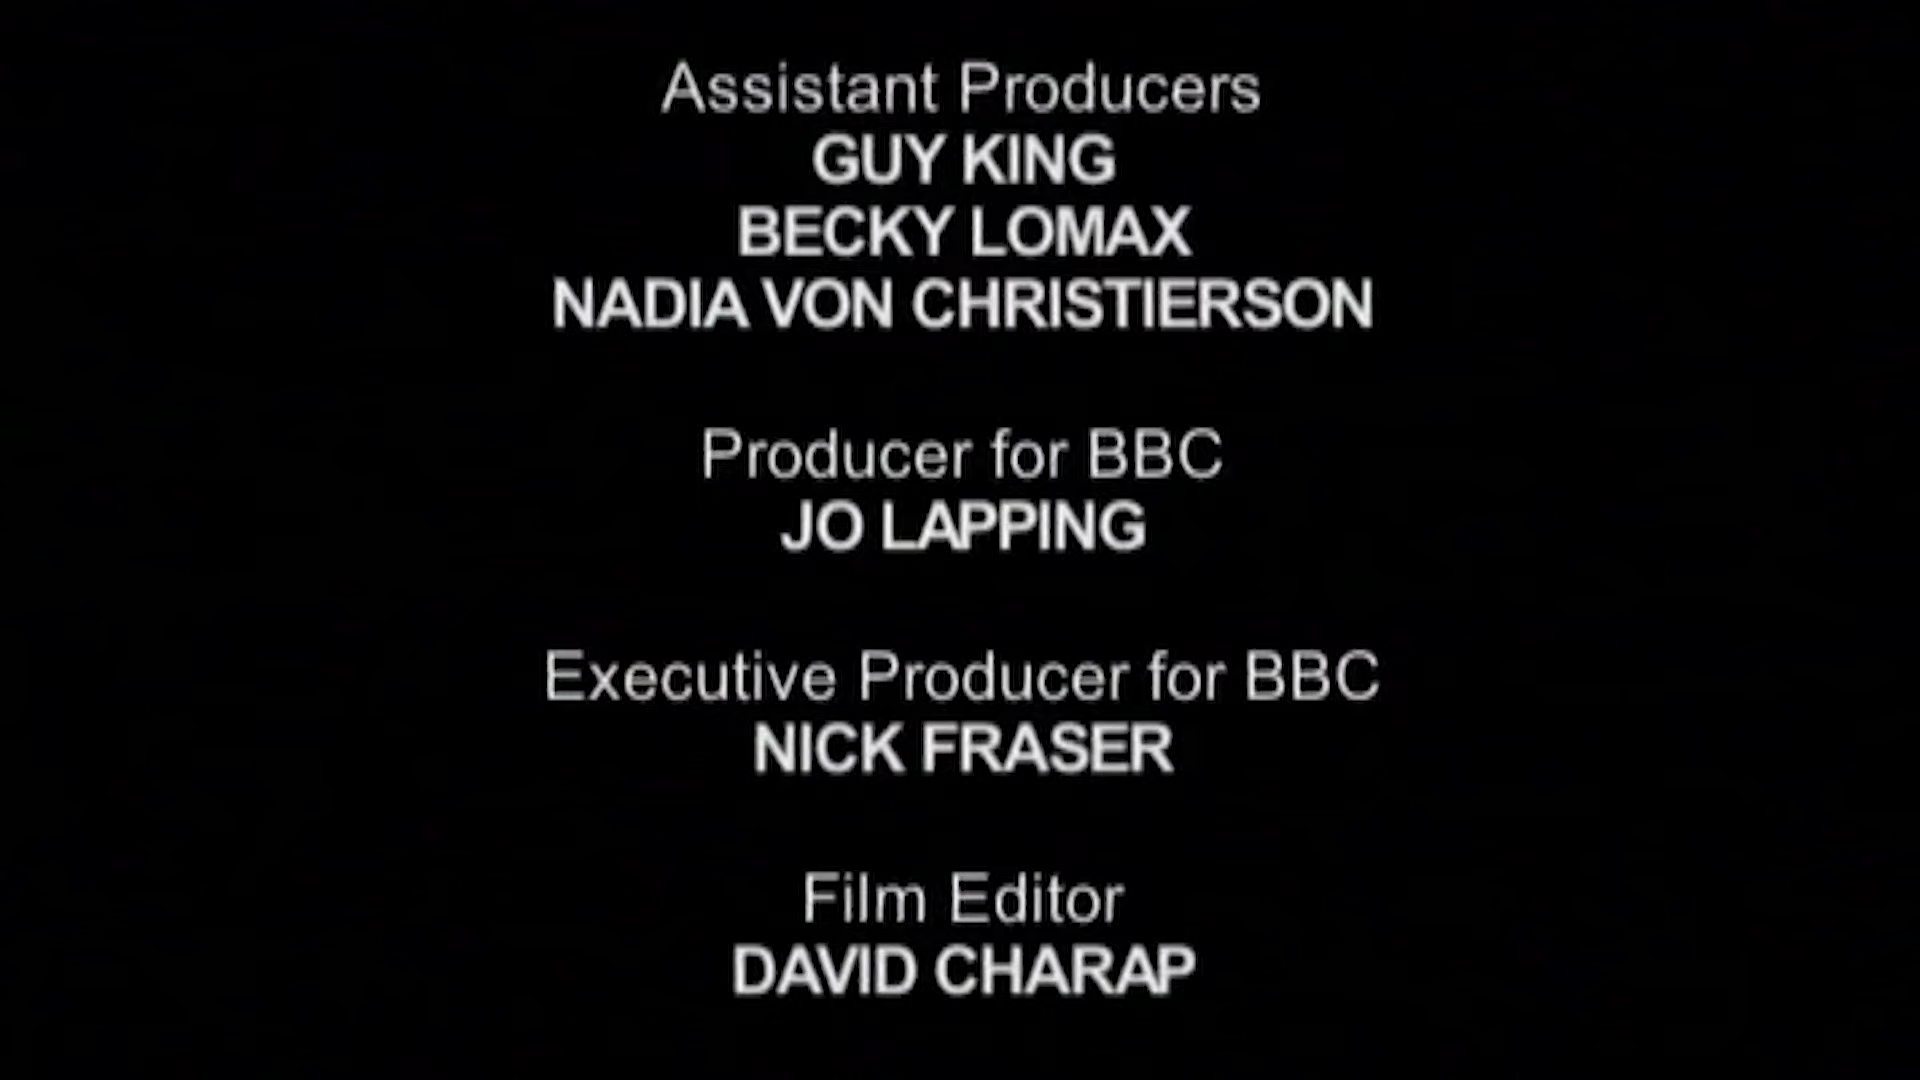 Assistant Producers
GUY KING
BECKY LOMAX
NADIA VON CHRISTIERSON
Producer for BBC
JO LAPPING
Executive Producer for BBC
NICK FRASER
Film Editor
DAVID CHARAP